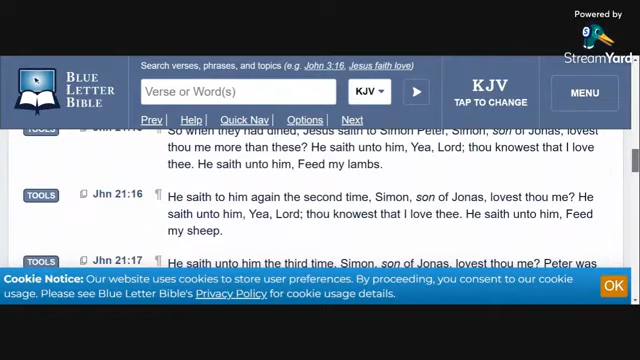 Powered by
StreamYard
BLUE
LETTER
BIBLE
Search verses, phrases, and topics (e.g. John 3:16, Jesus faith love)
Verse or Word(s)
KJV
KJV
TAP TO CHANGE
MENU
Prev | Help | Quick Nav | Options | Next
TOOLS Jhn 21:15 ¶ So when they had dined, Jesus saith to Simon Peter, Simon, son of Jonas, lovest
thou me more than these? He saith unto him, Yea, Lord; thou knowest that I love
thee. He saith unto him, Feed my lambs.
TOOLS Jhn 21:16 ¶ He saith to him again the second time, Simon, son of Jonas, lovest thou me? He
saith unto him, Yea, Lord; thou knowest that I love thee. He saith unto him, Feed
my sheep.
TOOLS Jhn 21:17 ¶ He saith unto him the third time, Simon, son of Jonas, lovest thou me? Peter was
Cookie Notice: Our website uses cookies to store user preferences. By proceeding, you consent to our cookie
usage. Please see Blue Letter Bible's Privacy Policy for cookie usage details.
OK